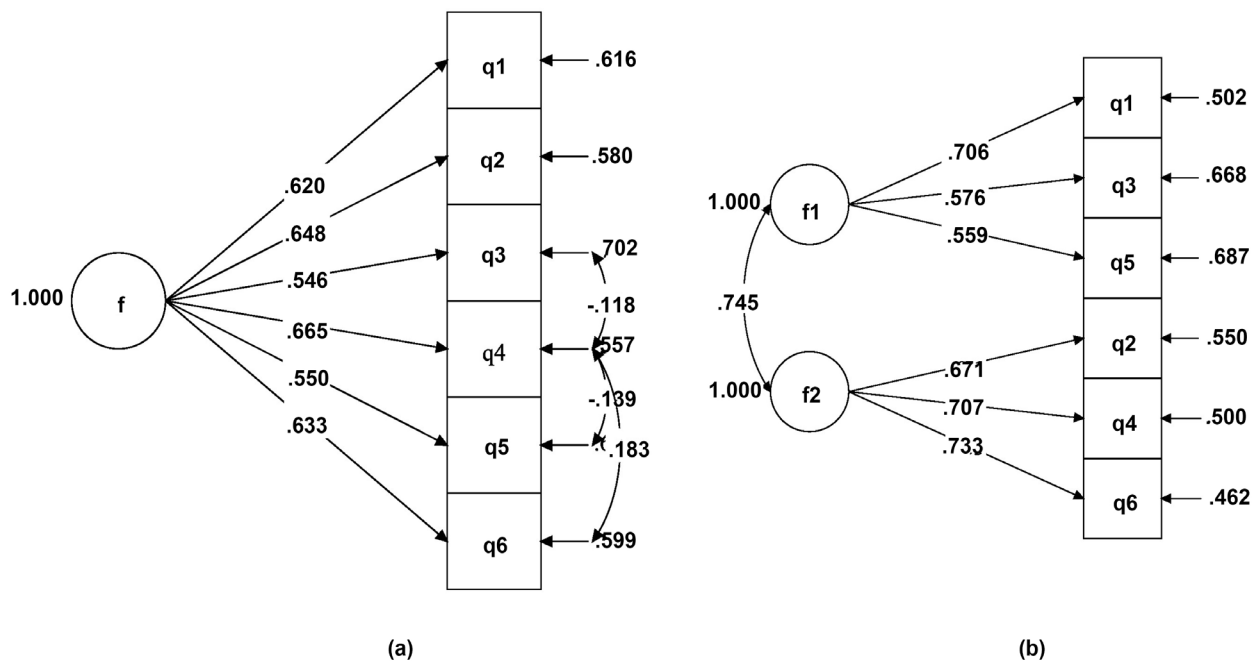 q1
.616
q2
.580
.620
.648
q3
.702
.546
1.000
f
-.118
.665
q4
.557
.550
-.139
.633
q5
.183
q6
.599
(a)
q1
.502
.706
q3
.668
1.000
f1
.576
.559
q5
.687
.745
q2
.550
.671
1.000
f2
.707
q4
.500
.733
q6
.462
(b)